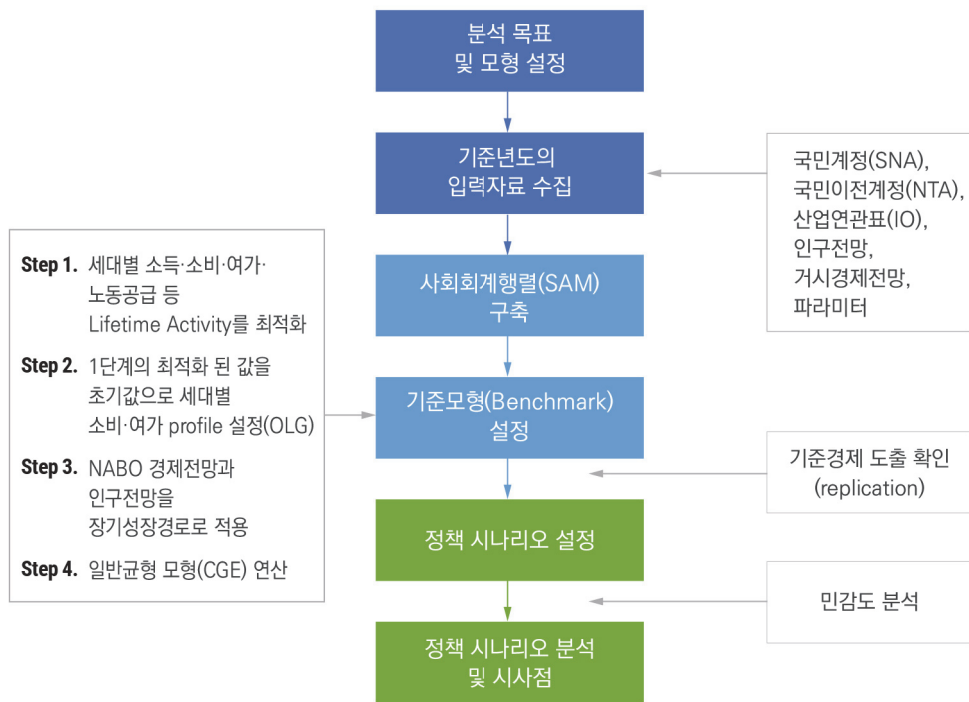 분석 목표
및 모형 설정
기준년도의
입력자료 수집
국민계정(SNA),
국민이전계정(NTA),
산업연관표(IO),
인구전망,
거시경제전망,
파라미터
사회회계행렬(SAM)
구축
Step 1. 세대별 소득·소비·여가·
노동공급 등
Lifetime Activity를 최적화
Step 2. 1단계의 최적화 된 값을
초기값으로 세대별
소비·여가 profile 설정(OLG)
Step 3. NABO 경제전망과
인구전망을
장기성장경로로 적용
Step 4. 일반균형 모형(CGE) 연산
기준모형(Benchmark)
설정
기준경제 도출 확인
(replication)
정책 시나리오 설정
민감도 분석
정책 시나리오 분석
및 시사점